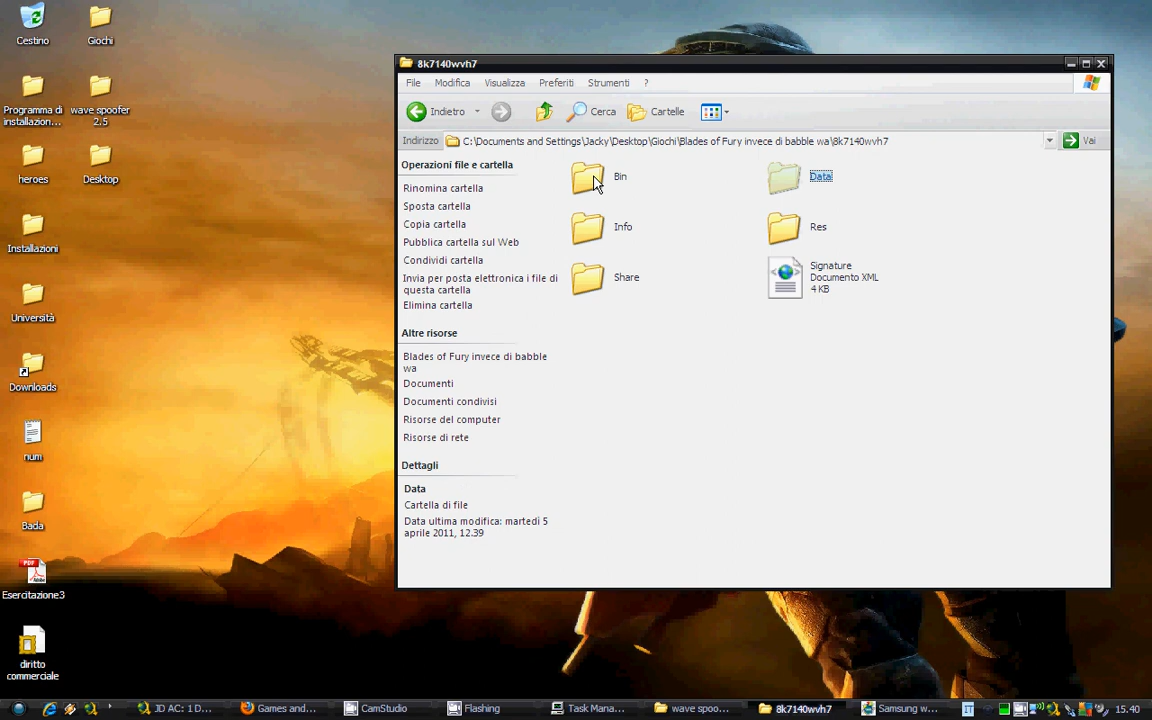 Cestino
Giochi
Programma di
installazion...
wave spoofer
2.5
heroes
Desktop
Installazioni
Università
Downloads
num
Bada
Esercitazione3
diritto
commerciale
8k7140wvh7
File Modifica Visualizza Preferiti Strumenti ?
Indietro Cerca Cartelle
Indirizzo C:\Documents and Settings\Jacky\Desktop\Giochi\Blades of Fury invece di babble wa\8k7140wvh7 Vai
Operazioni file e cartella
Rinomina cartella
Sposta cartella
Copia cartella
Pubblica cartella sul Web
Condividi cartella
Invia per posta elettronica i file di
questa cartella
Elimina cartella
Altre risorse
Blades of Fury invece di babble
wa
Documenti
Documenti condivisi
Risorse del computer
Risorse di rete
Dettagli
Data
Cartella di file
Data ultima modifica: martedì 5
aprile 2011, 12.39
Bin
Data
Info
Res
Share
Signature
Documento XML
4 KB
JD AC: 1 D... Games and... CamStudio Flashing Task Mana... wave spoo... 8k7140wvh7 Samsung w... IT 15.40